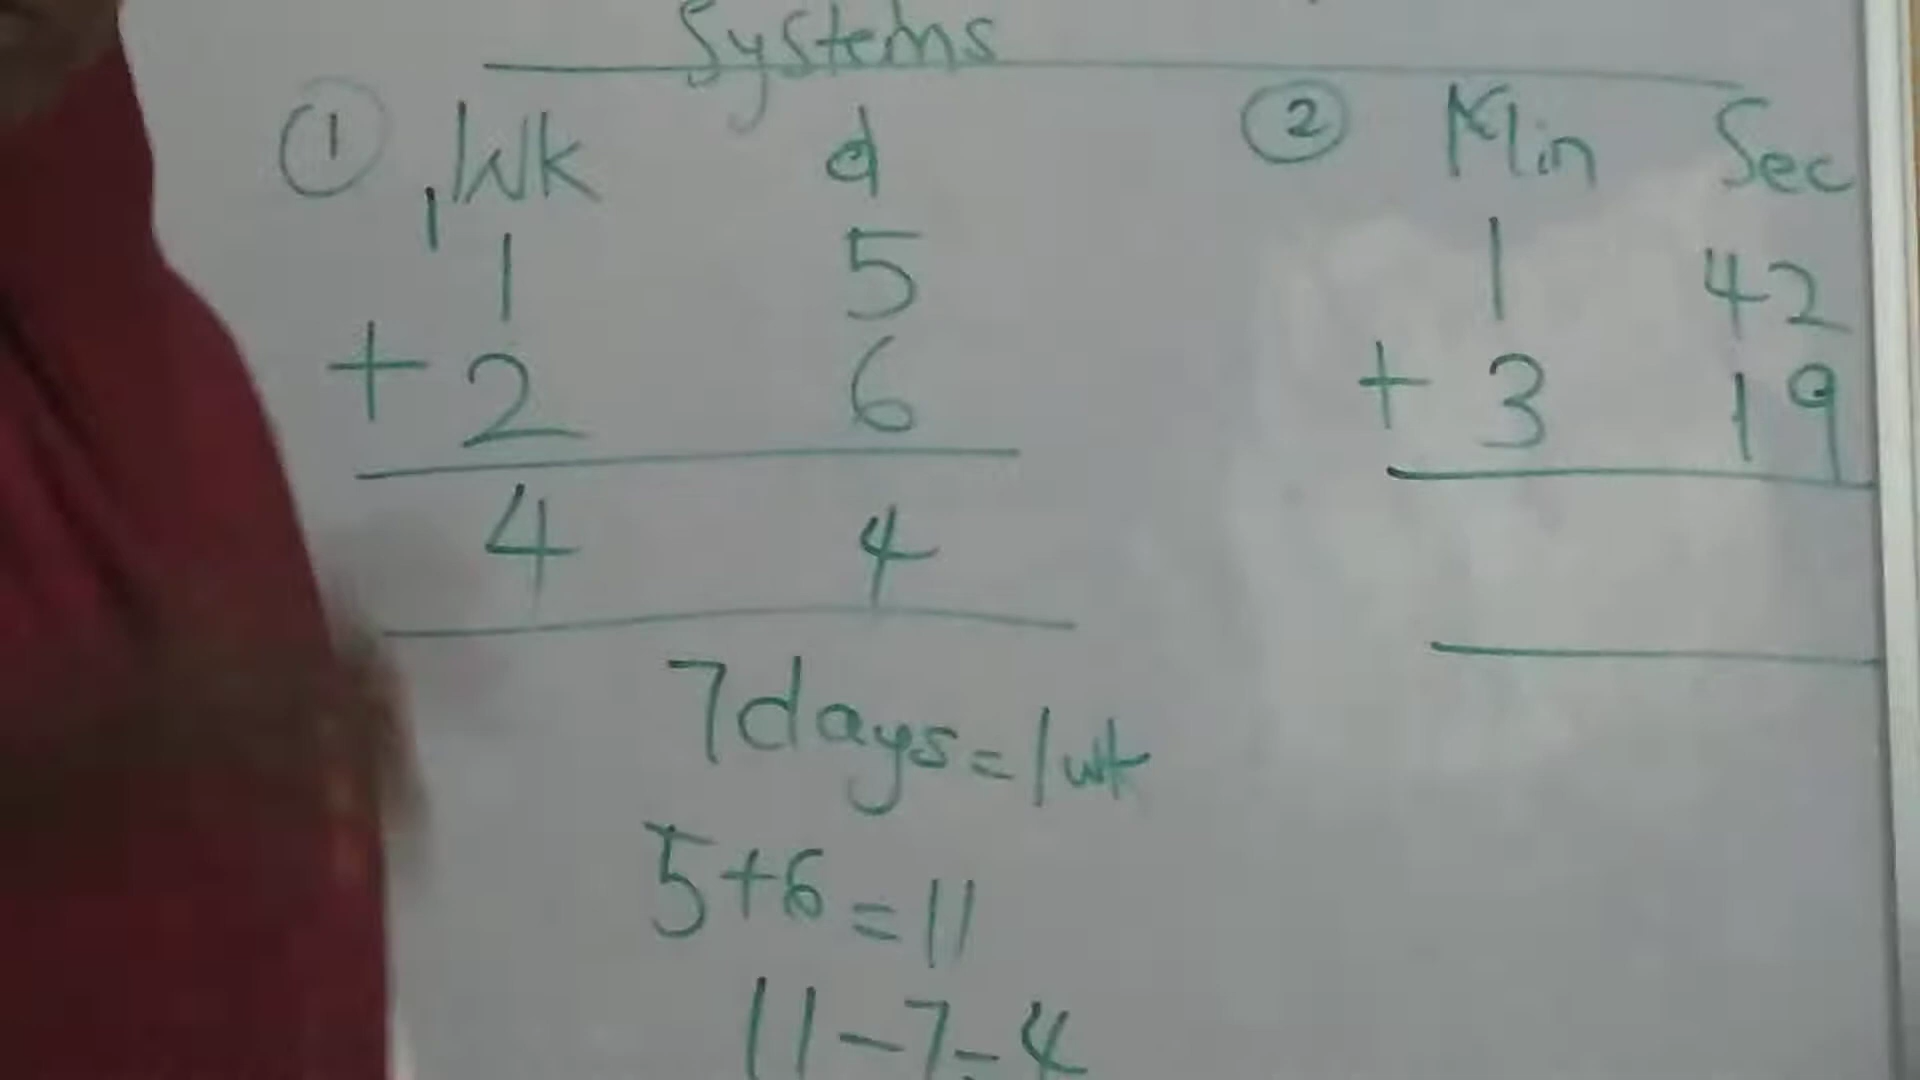 Systems
① Wk d
1
1 5
+ 2 6
4 4
7days = 1wk
5+6 = 11
11-7=4
② Min Sec
1 42
+ 3 19